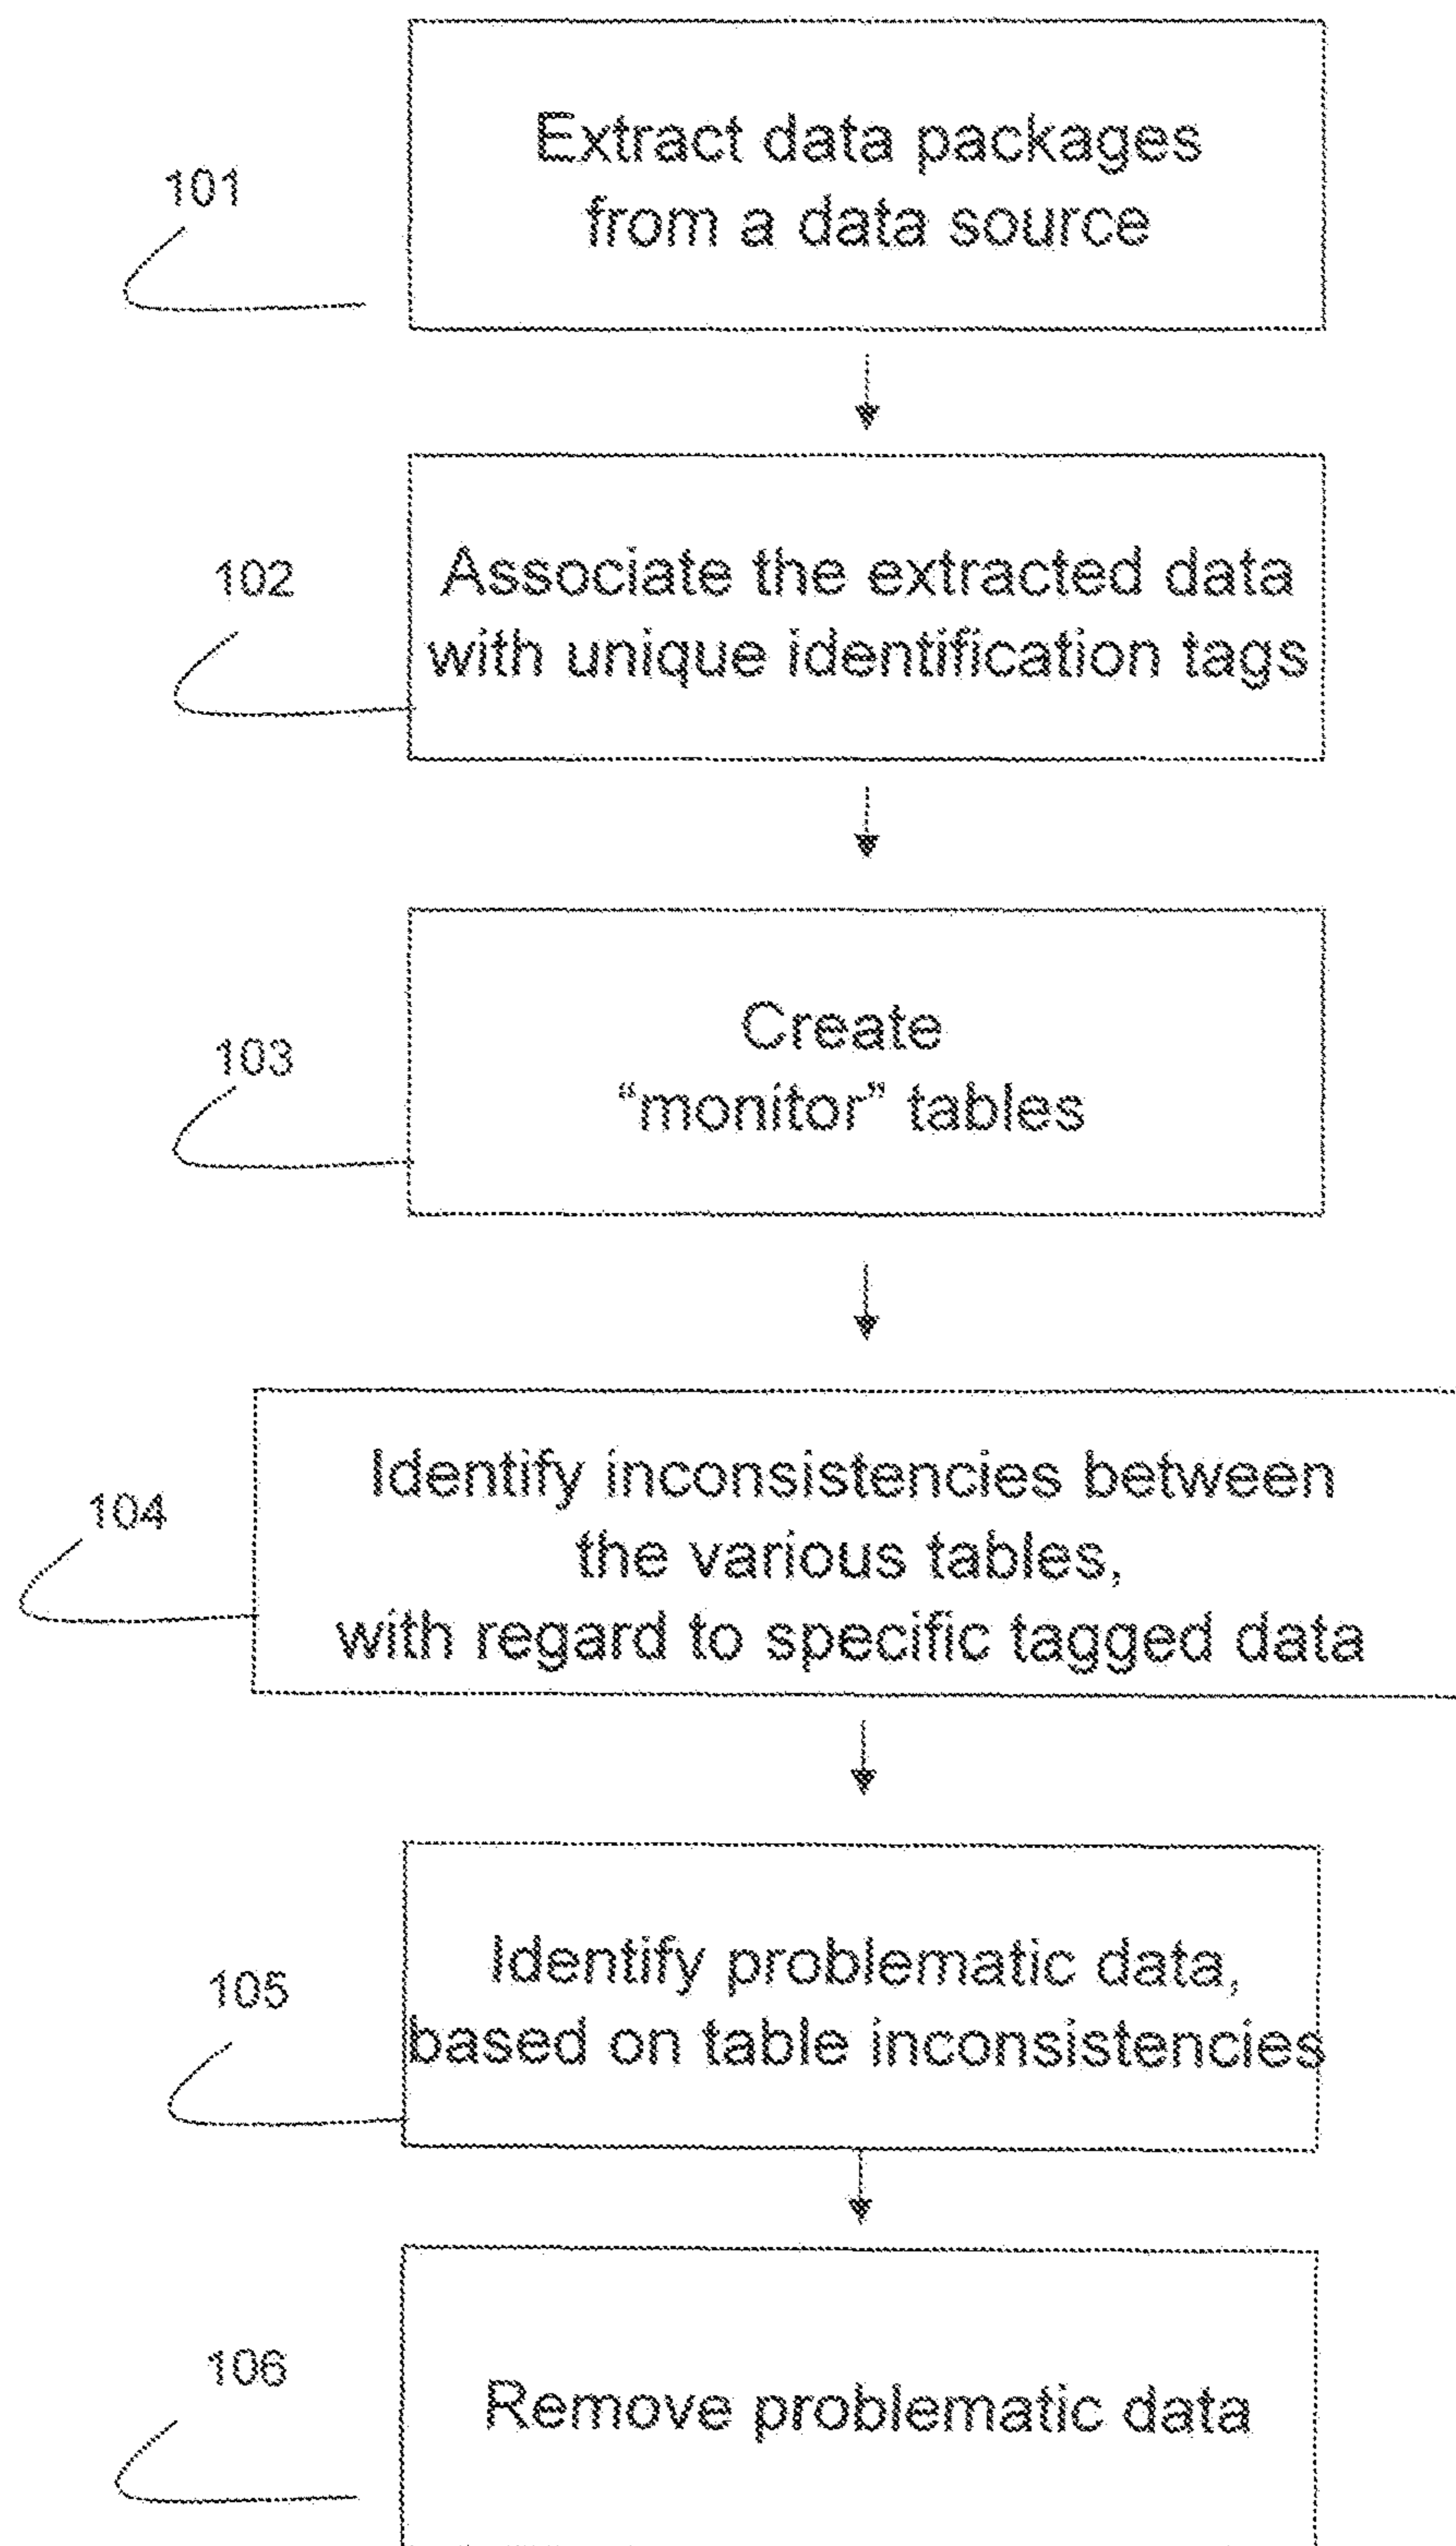 Extract data packages
from a data source
101
Associate the extracted data
with unique identification tags
102
Create
“monitor” tables
103
Identify inconsistencies between
the various tables,
with regard to specific tagged data
104
Identify problematic data,
based on table inconsistencies
105
Remove problematic data
106